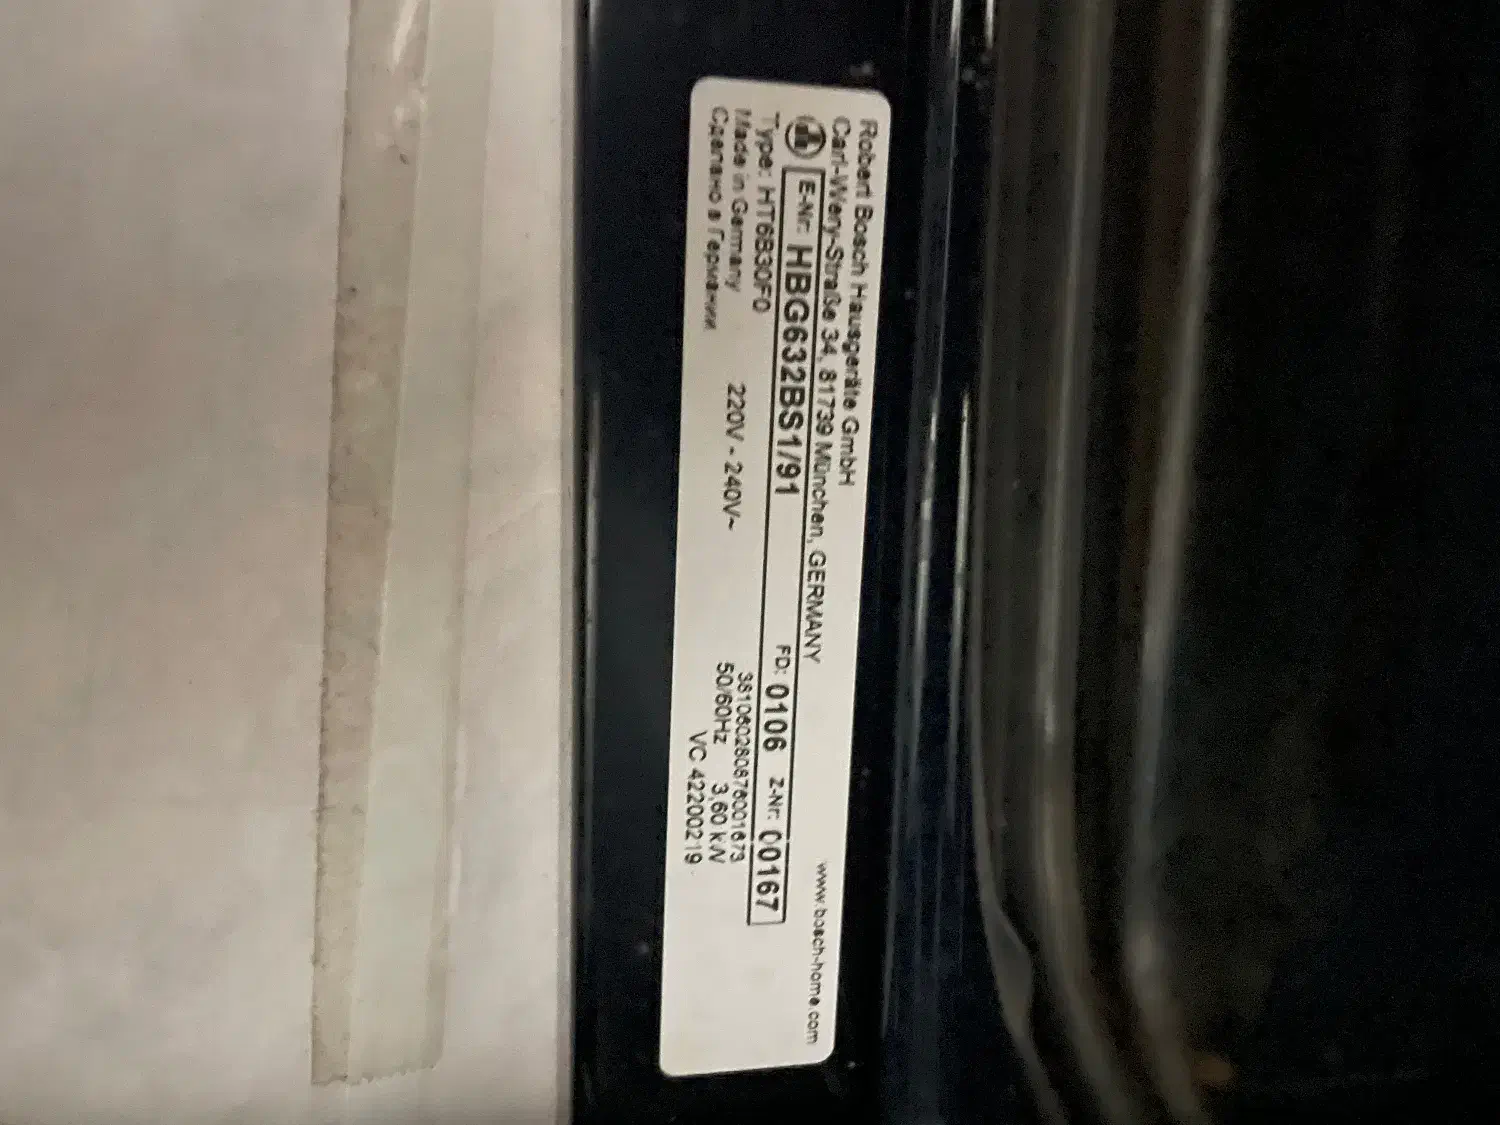 Robert Bosch Hausgeräte GmbH
Carl-Wery-Straße 34, 81739 München, GERMANY
www.bosch-home.com
E-Nr: HBG632BS1/91 FD: 0106 Z-Nr: 00167
Type: HT6B30F0 381060280876001673
Made in Germany 220V - 240V~ 50/60Hz 3,60 kW
Сделано в Германии VC 42200219